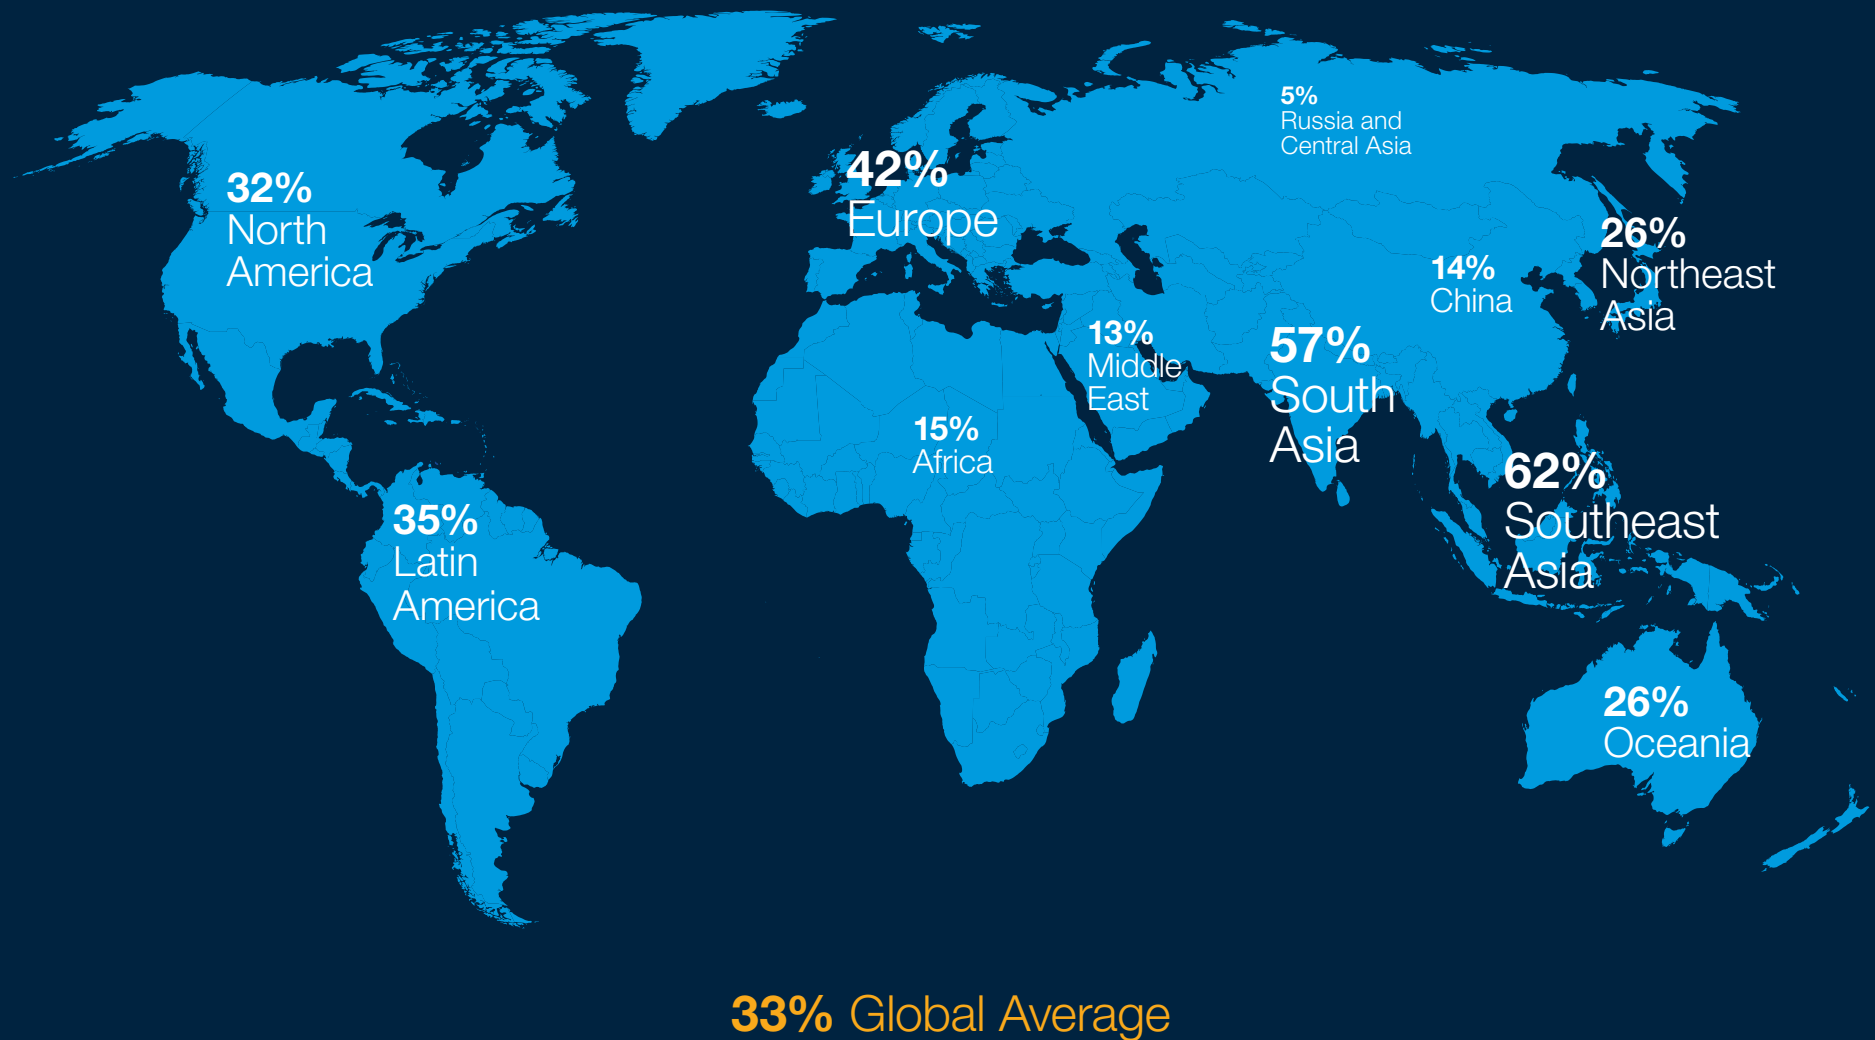 5%
Russia and
Central Asia
42%
Europe
32%
North
America
26%
Northeast
Asia
14%
China
13%
Middle
East
57%
South
Asia
15%
Africa
62%
Southeast
Asia
35%
Latin
America
26%
Oceania
33% Global Average